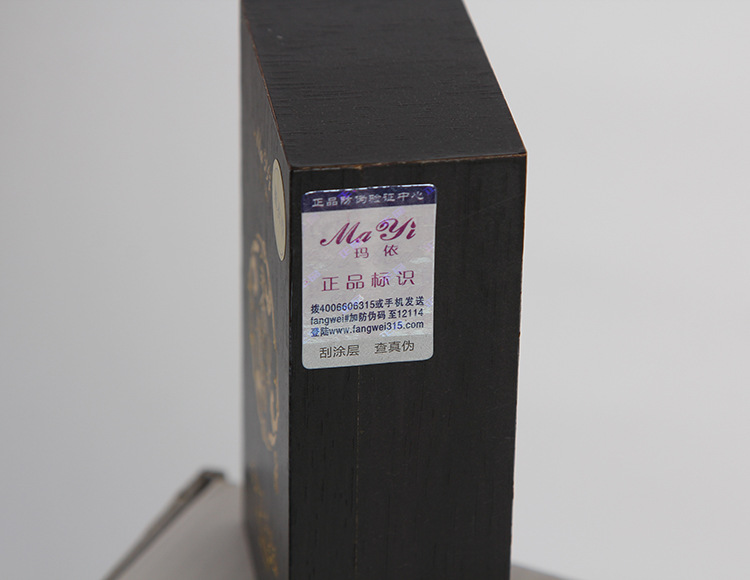 正品防伪验证中心
Ma Yi
玛依
正品标识
拨4006606315或手机发送
fangwei#加防伪码 至12114
登陆www.fangwei315.com
刮涂层 查真伪